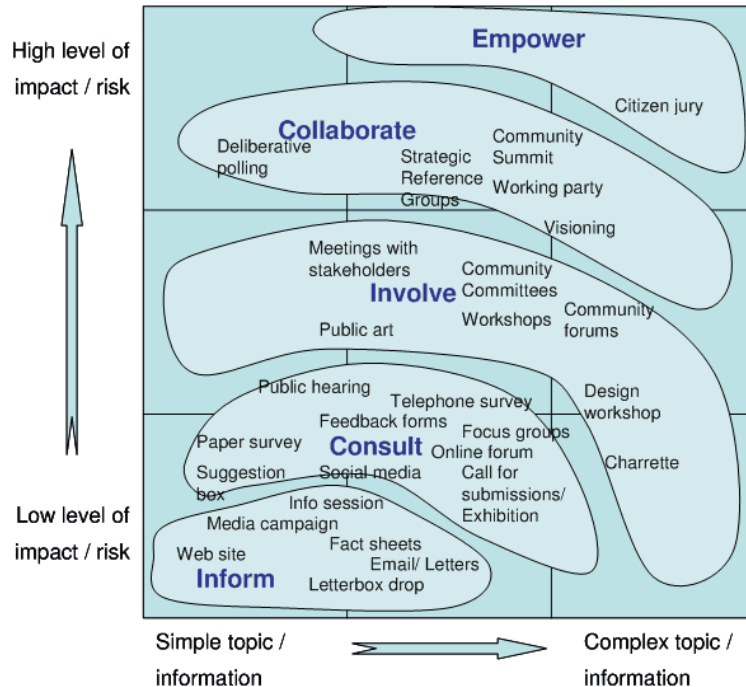 High level of
impact / risk
Empower
Citizen jury
Collaborate
Deliberative
polling
Community
Summit
Strategic
Reference
Groups
Working party
Visioning
Meetings with
stakeholders
Involve
Community
Committees
Workshops
Community
forums
Public art
Public hearing
Telephone survey
Design
workshop
Feedback forms
Focus groups
Paper survey
Consult
Online forum
Charrette
Suggestion
box
Social media
Call for
submissions/
Exhibition
Low level of
impact / risk
Info session
Media campaign
Fact sheets
Web site
Email/ Letters
Inform
Letterbox drop
Simple topic /
information
Complex topic /
information